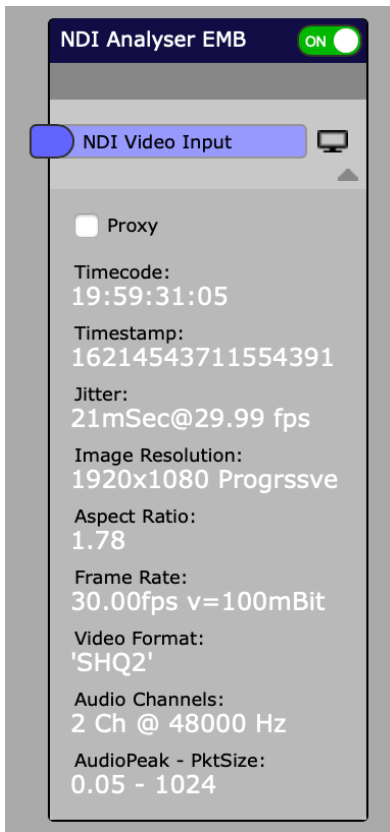 NDI Analyser EMB
ON
NDI Video Input
Proxy
Timecode:
19:59:31:05
Timestamp:
16214543711554391
Jitter:
21mSec@29.99 fps
Image Resolution:
1920x1080 Progrssve
Aspect Ratio:
1.78
Frame Rate:
30.00fps v=100mBit
Video Format:
'SHQ2'
Audio Channels:
2 Ch @ 48000 Hz
AudioPeak - PktSize:
0.05 - 1024